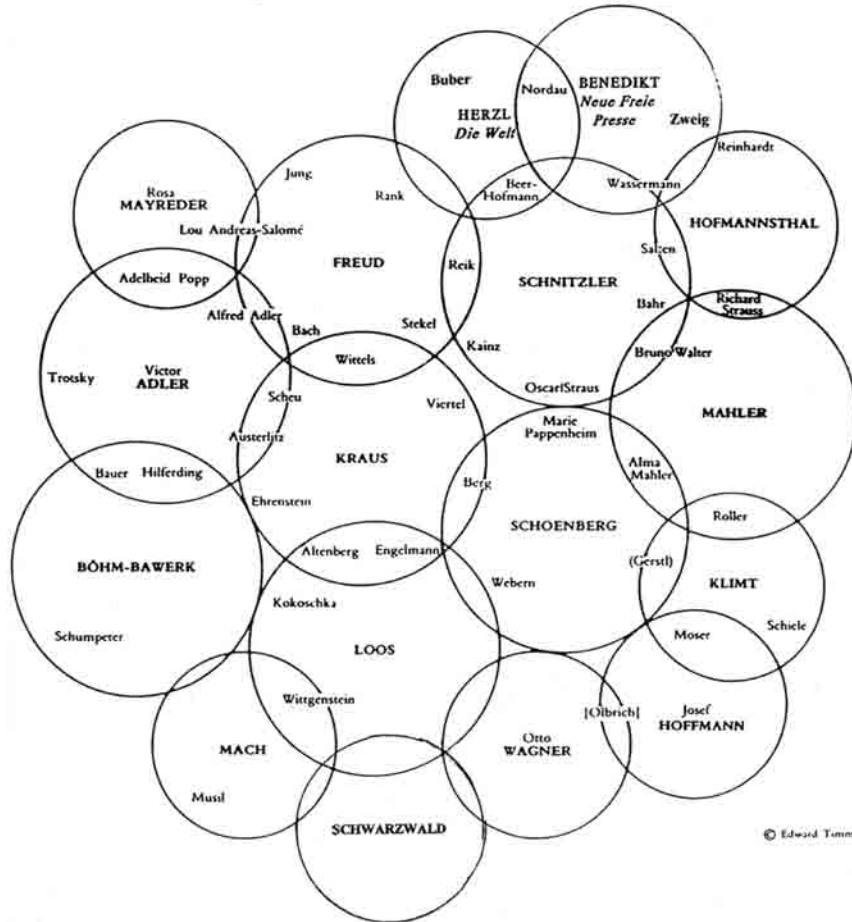 Buber
Nordau
BENEDIKT
Neue Freie
Presse
HERZL
Die Welt
Zweig
Reinhardt
Jung
Rank
Beer-
Hofmann
Wassermann
Rosa
MAYREDER
Lou Andreas-Salomé
HOFMANNSTHAL
Salten
FREUD
Reik
SCHNITZLER
Adelheid Popp
Bahr
Richard
Strauss
Alfred Adler
Bach
Stekel
Kainz
Bruno Walter
Wittels
Trotsky
Victor
ADLER
Scheu
Viertel
Oscar Straus
MAHLER
Marie
Pappenheim
Austerlitz
KRAUS
Alma
Mahler
Bauer
Hilferding
Berg
Ehrenstein
SCHOENBERG
Roller
Altenberg
Engelmann
BÖHM-BAWERK
(Gerstl)
KLIMT
Webern
Kokoschka
Schumpeter
LOOS
Moser
Schiele
Wittgenstein
[Olbrich]
Josef
HOFFMANN
Otto
WAGNER
MACH
Musil
SCHWARZWALD
© Edward